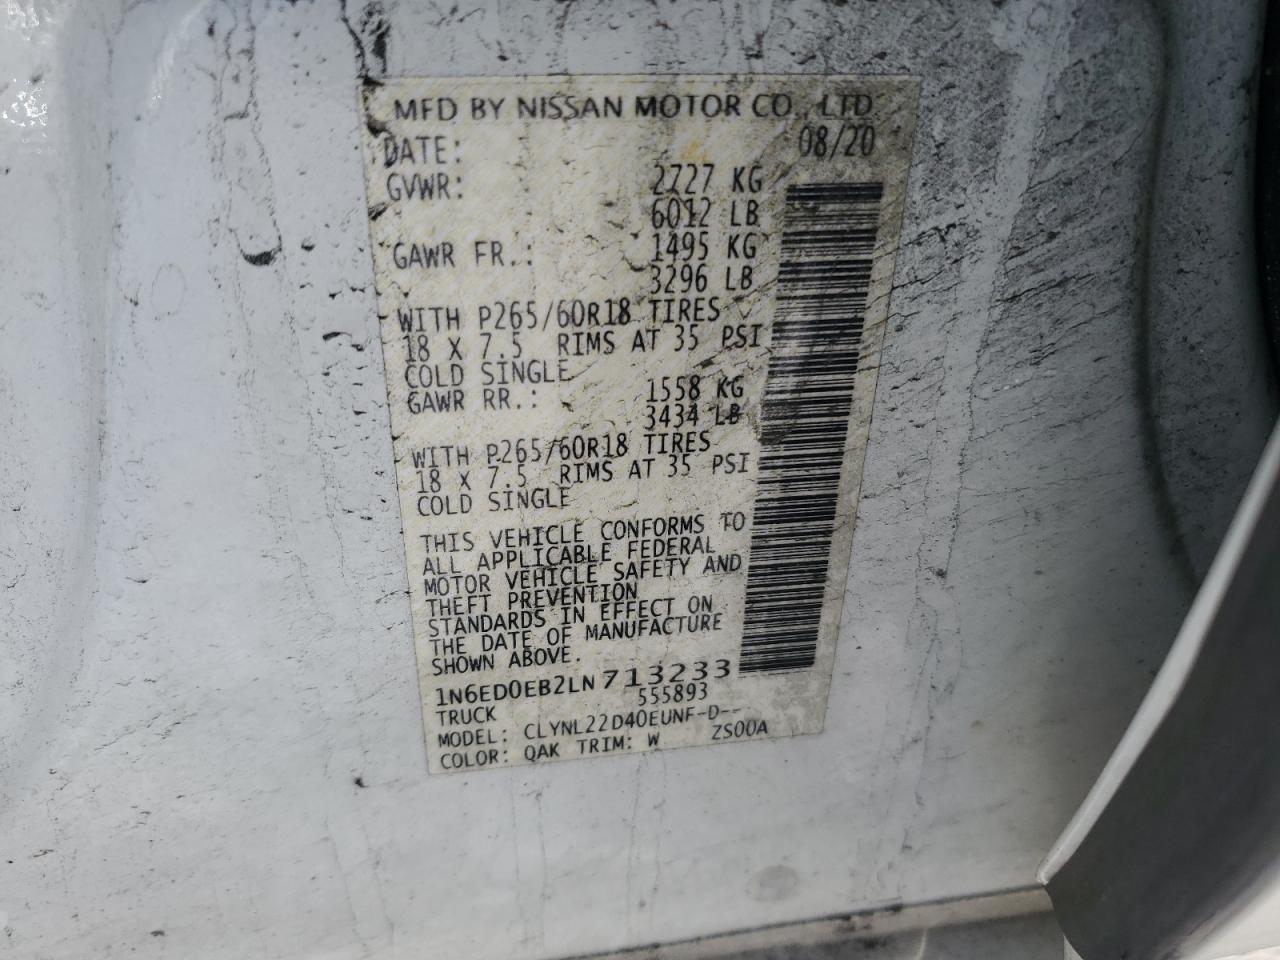 MFD BY NISSAN MOTOR CO., LTD
DATE: 08/20
GVWR: 2727 KG
6012 LB
GAWR FR.: 1495 KG
3296 LB
WITH P265/60R18 TIRES
18 X 7.5 RIMS AT 35 PSI
COLD SINGLE
GAWR RR.: 1558 KG
3434 LB
WITH P265/60R18 TIRES
18 X 7.5 RIMS AT 35 PSI
COLD SINGLE
THIS VEHICLE CONFORMS TO
ALL APPLICABLE FEDERAL
MOTOR VEHICLE SAFETY AND
THEFT PREVENTION
STANDARDS IN EFFECT ON
THE DATE OF MANUFACTURE
SHOWN ABOVE.
1N6ED0EB2LN713233
TRUCK 555893
MODEL: CLYNL22D40EUNF-D--
COLOR: QAK TRIM: W ZS00A